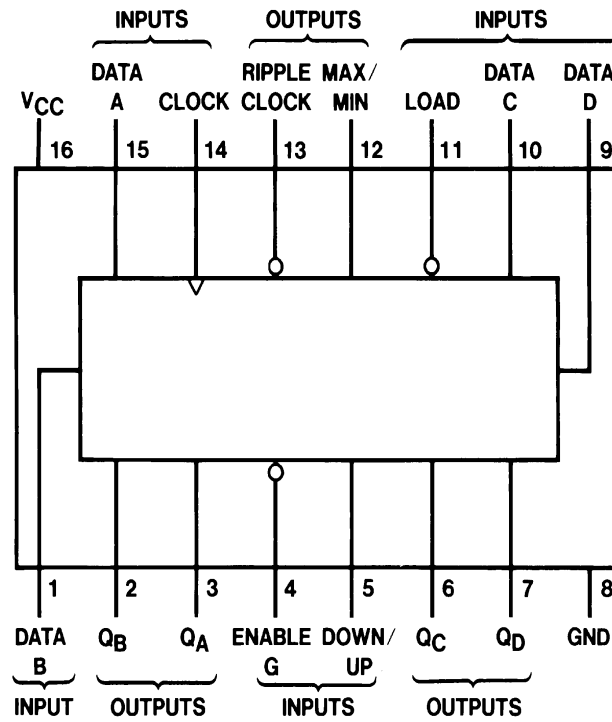 INPUTS OUTPUTS INPUTS
DATA RIPPLE MAX/ DATA DATA
VCC A CLOCK CLOCK MIN LOAD C D
16 15 14 13 12 11 10 9
1 2 3 4 5 6 7 8
DATA QB QA ENABLE DOWN/ QC QD GND
B G UP
INPUT OUTPUTS INPUTS OUTPUTS